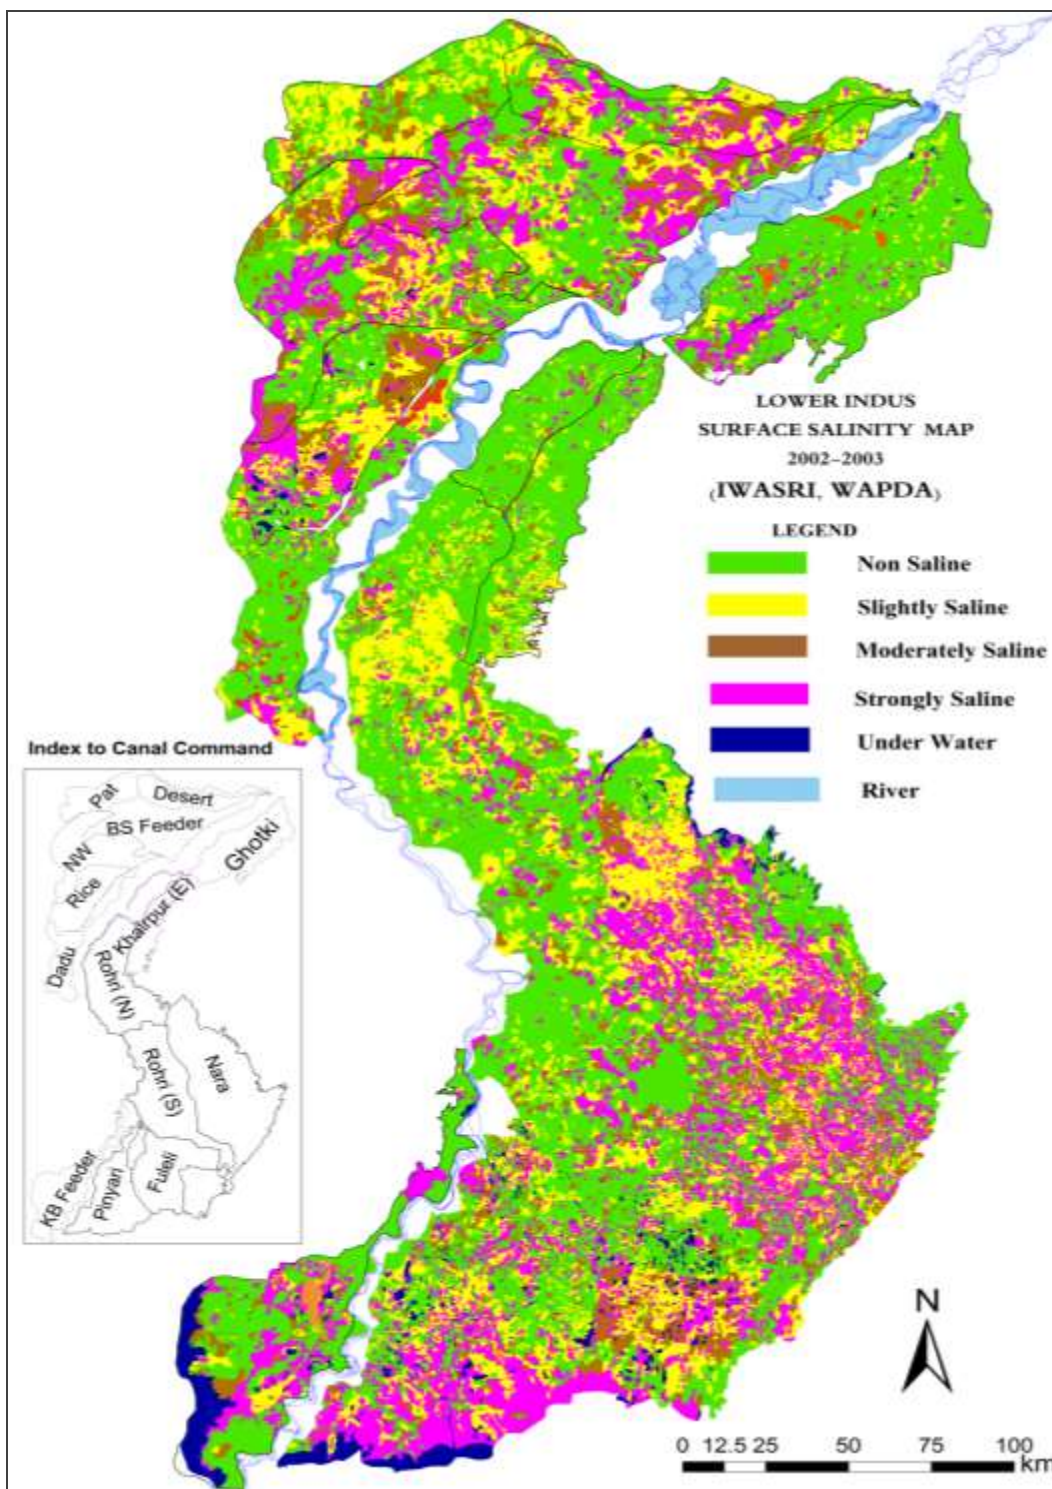 LOWER INDUS
SURFACE SALINITY MAP
2002–2003
(IWASRI, WAPDA)
LEGEND
Non Saline
Slightly Saline
Moderately Saline
Strongly Saline
Under Water
River
Index to Canal Command
Pat
Desert
BS Feeder
NW
Ghotki
Rice
Khairpur (E)
Dadu
Rohri (N)
Rohri (S)
Nara
KB Feeder
Pinyari
Fuleli
N
0 12.5 25 50 75 100
km